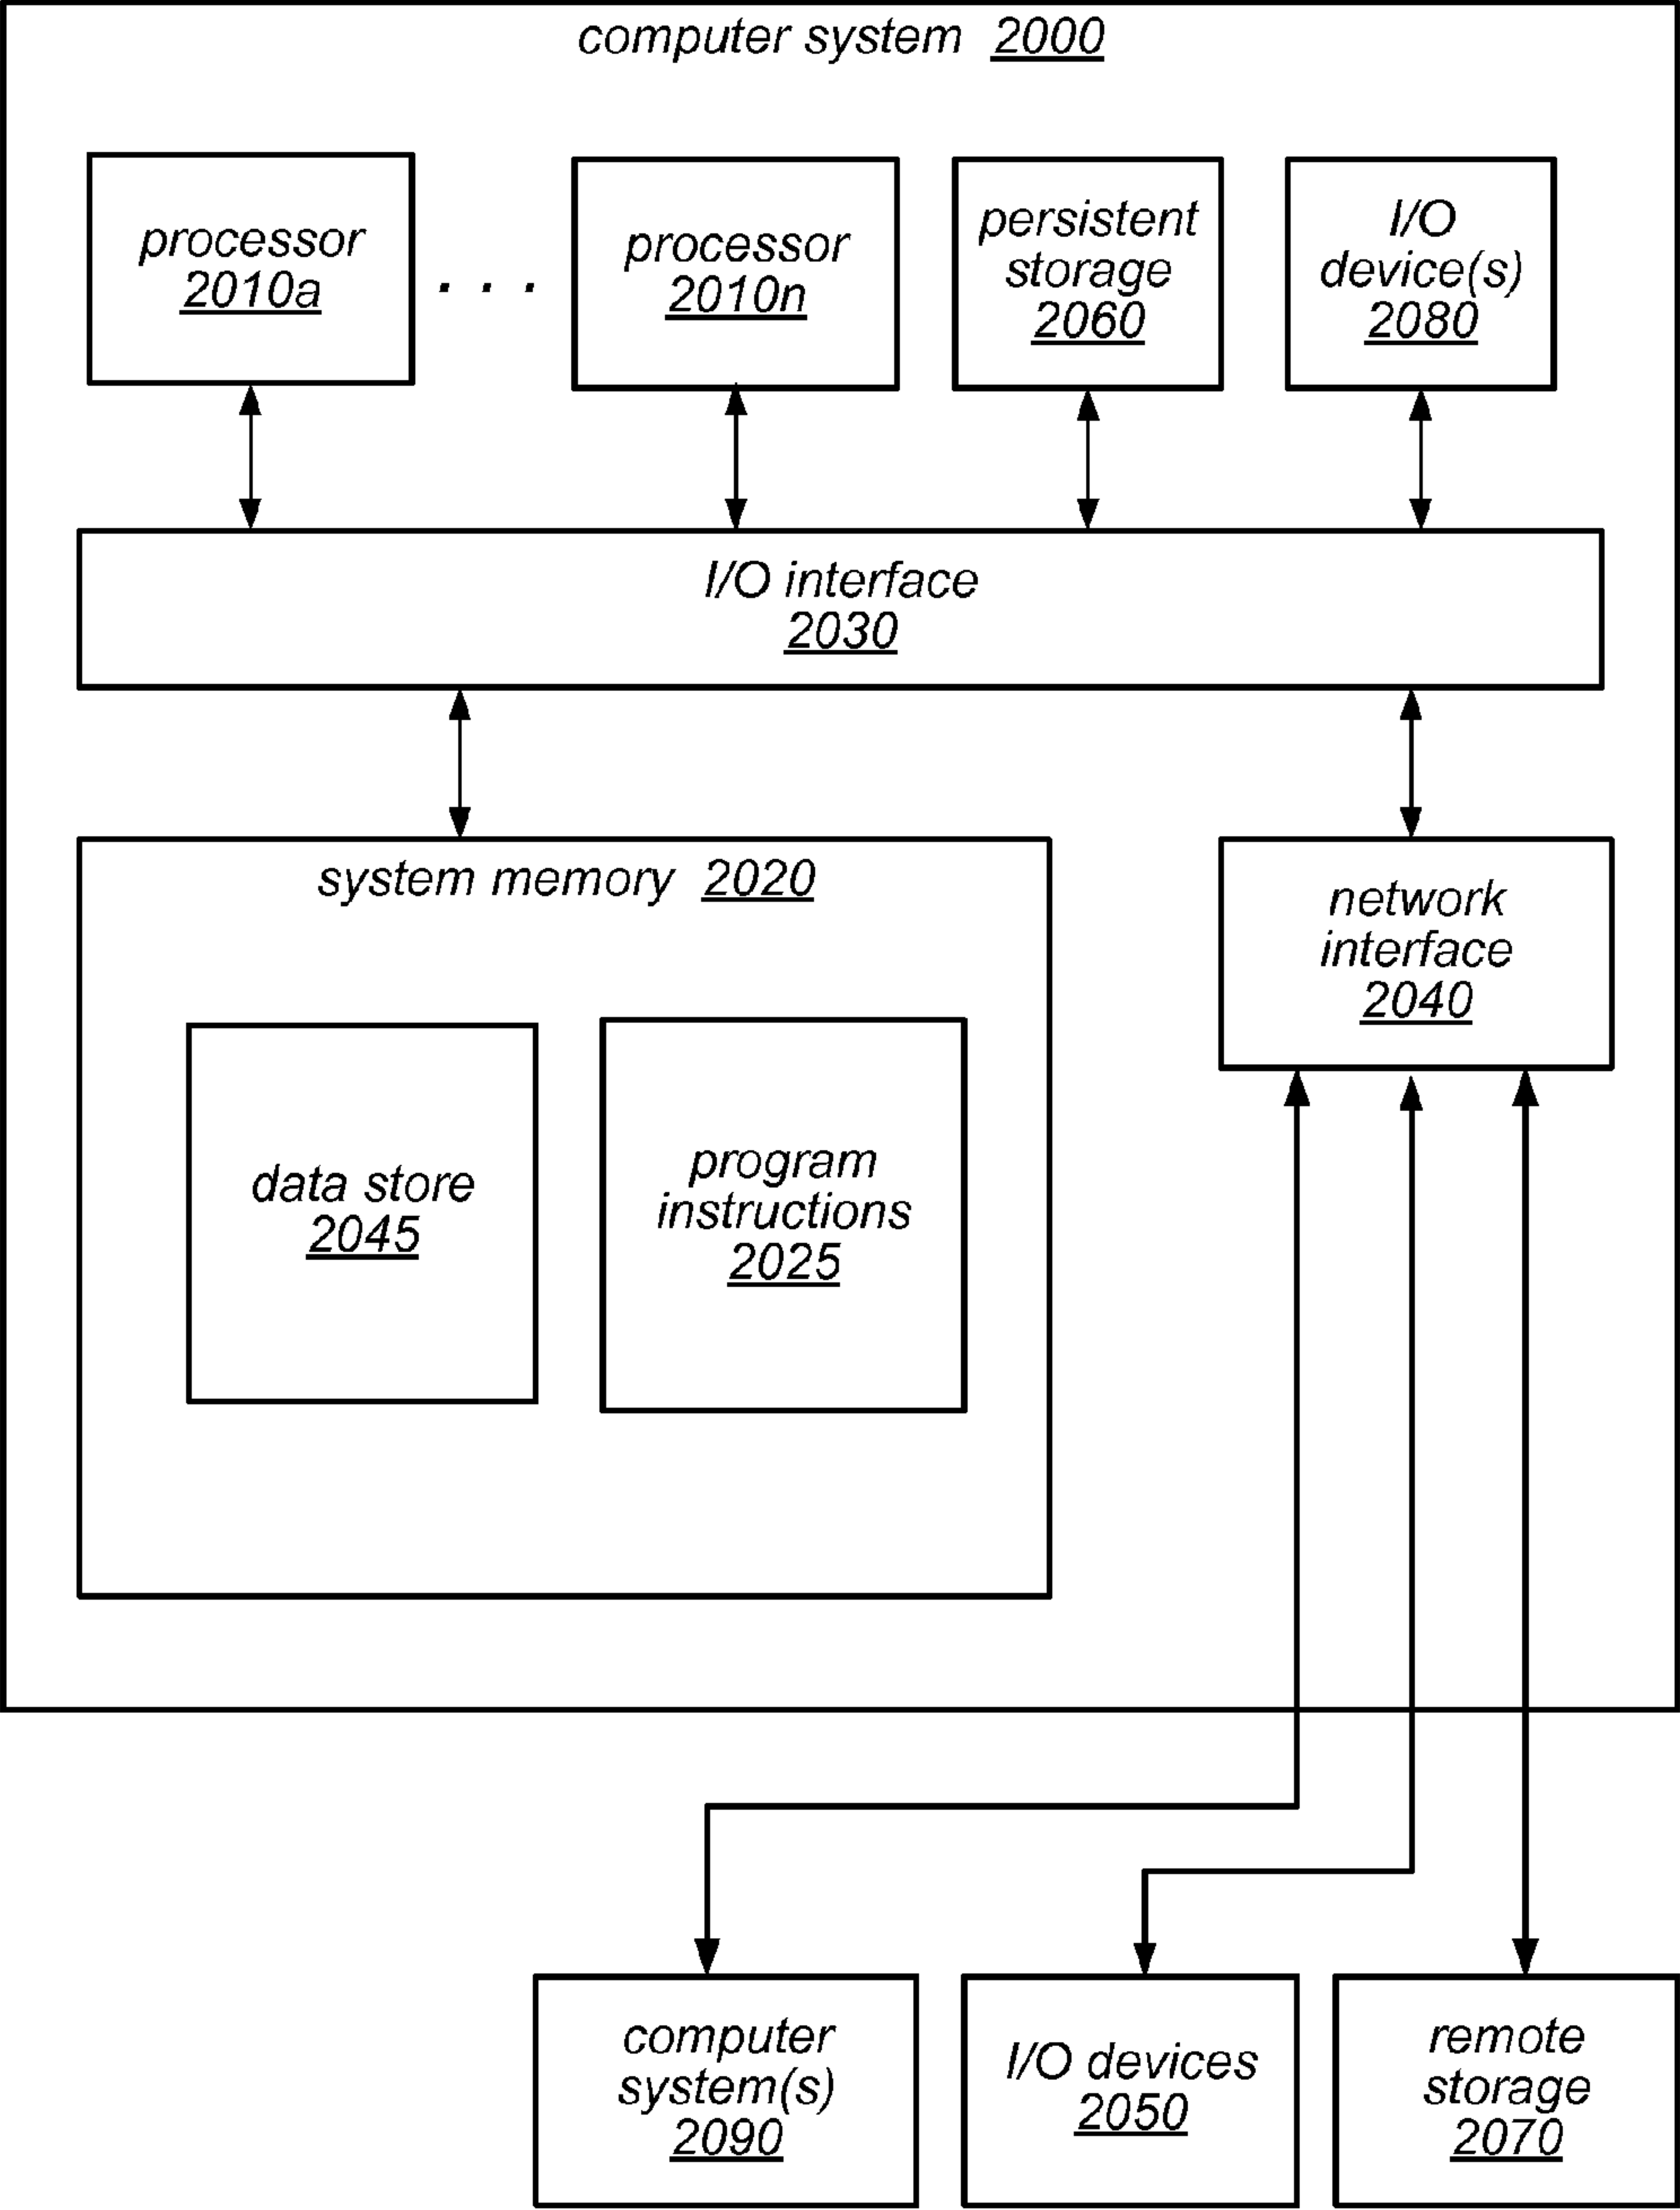 computer system 2000
processor
2010a
. . .
processor
2010n
persistent
storage
2060
I/O
device(s)
2080
I/O interface
2030
system memory 2020
network
interface
2040
data store
2045
program
instructions
2025
computer
system(s)
2090
I/O devices
2050
remote
storage
2070